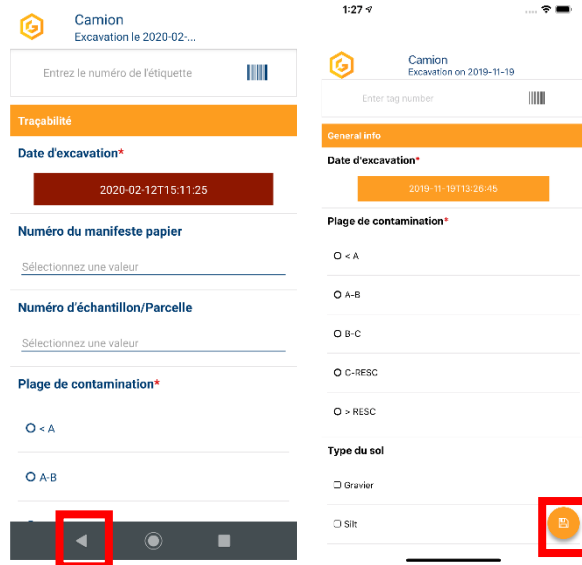 Camion
Excavation le 2020-02-...
Entrez le numéro de l'étiquette
Traçabilité
Date d'excavation*
2020-02-12T15:11:25
Numéro du manifeste papier
Sélectionnez une valeur
Numéro d'échantillon/Parcelle
Sélectionnez une valeur
Plage de contamination*
< A
A-B
1:27
Camion
Excavation on 2019-11-19
Enter tag number
General info
Date d'excavation*
2019-11-19T13:26:45
Plage de contamination*
< A
A-B
B-C
C-RESC
> RESC
Type du sol
Gravier
Silt